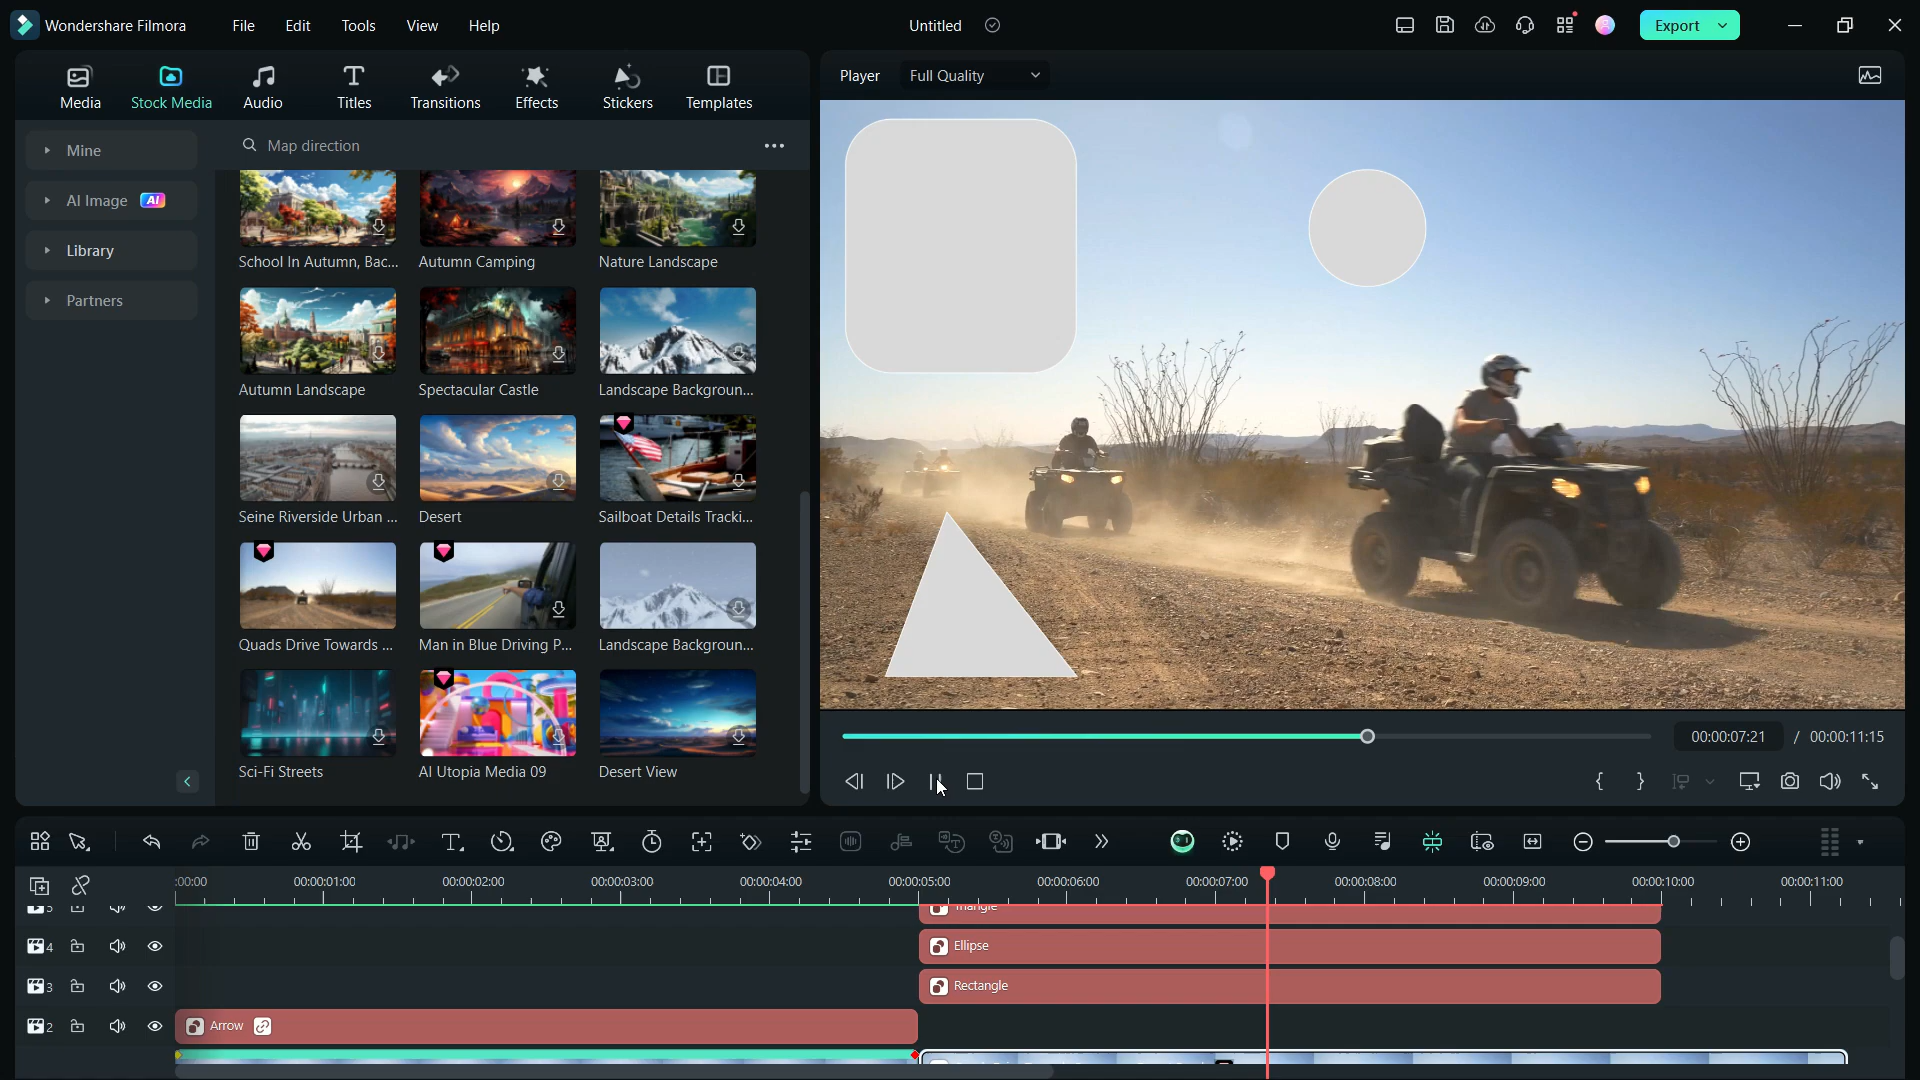 Wondershare Filmora
File
Edit
Tools
View
Help
Untitled
Export
Media
Stock Media
Audio
Titles
Transitions
Effects
Stickers
Templates
Player
Full Quality
Mine
AI Image
AI
Library
Partners
Map direction
School In Autumn, Bac...
Autumn Camping
Nature Landscape
Autumn Landscape
Spectacular Castle
Landscape Backgroun...
Seine Riverside Urban ...
Desert
Sailboat Details Tracki...
Quads Drive Towards ...
Man in Blue Driving P...
Landscape Backgroun...
Sci-Fi Streets
AI Utopia Media 09
Desert View
00:00:07:21
/ 00:00:11:15
:00:00
00:00:01:00
00:00:02:00
00:00:03:00
00:00:04:00
00:00:05:00
00:00:06:00
00:00:07:00
00:00:08:00
00:00:09:00
00:00:10:00
00:00:11:00
5
4
Ellipse
3
Rectangle
2
Arrow